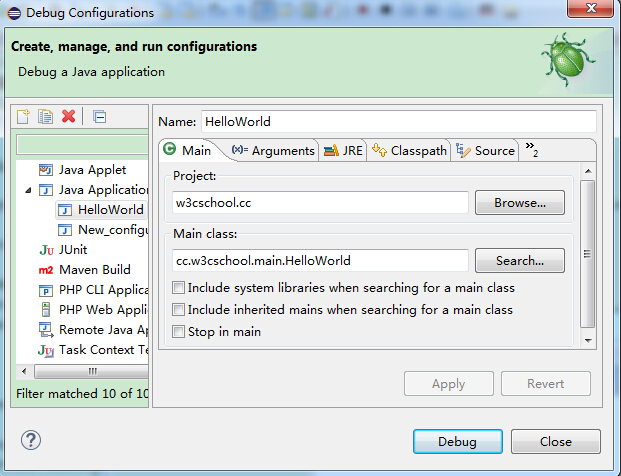 Debug Configurations
Create, manage, and run configurations
Debug a Java application
Name: HelloWorld
Main (x)= Arguments JRE Classpath Source »2
Java Applet
Java Application
HelloWorld
New_configu
JUnit
m2 Maven Build
PHP CLI Applica
PHP Web Applic
Remote Java Ap
Task Context Te
Filter matched 10 of 10
Project:
w3cschool.cc
Browse...
Main class:
cc.w3cschool.main.HelloWorld
Search...
Include system libraries when searching for a main class
Include inherited mains when searching for a main class
Stop in main
Apply
Revert
?
Debug
Close